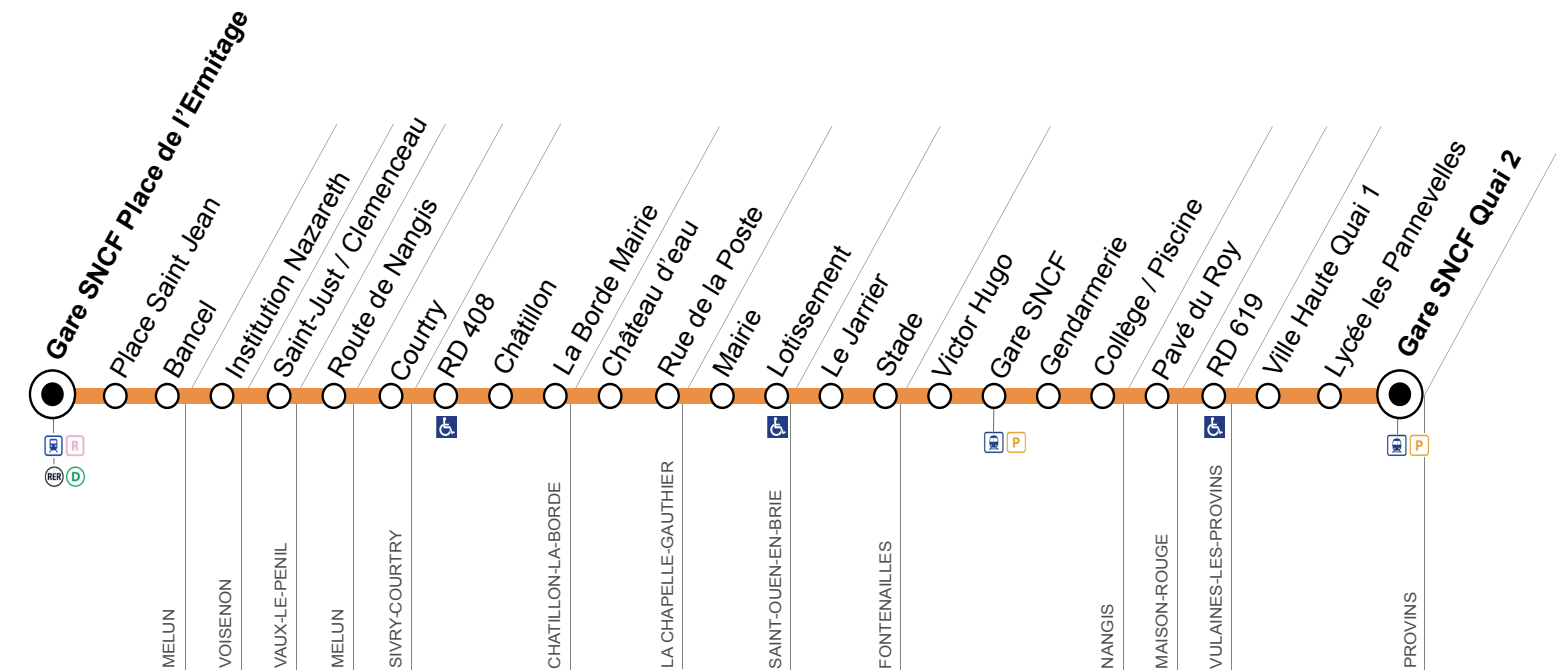 Gare SNCF Place de l'Ermitage
Place Saint Jean
Bancel
Institution Nazareth
Saint-Just / Clemenceau
Route de Nangis
Courtry
RD 408
Châtillon
La Borde Mairie
Château d'eau
Rue de la Poste
Mairie
Lotissement
Le Jarrier
Stade
Victor Hugo
Gare SNCF
Gendarmerie
Collège / Piscine
Pavé du Roy
RD 619
Ville Haute Quai 1
Lycée les Pannevelles
Gare SNCF Quai 2
R
RER D
P
P
MELUN
VOISENON
VAUX-LE-PENIL
MELUN
SIVRY-COURTRY
CHATILLON-LA-BORDE
LA CHAPELLE-GAUTHIER
SAINT-OUEN-EN-BRIE
FONTENAILLES
NANGIS
MAISON-ROUGE
VULAINES-LES-PROVINS
PROVINS